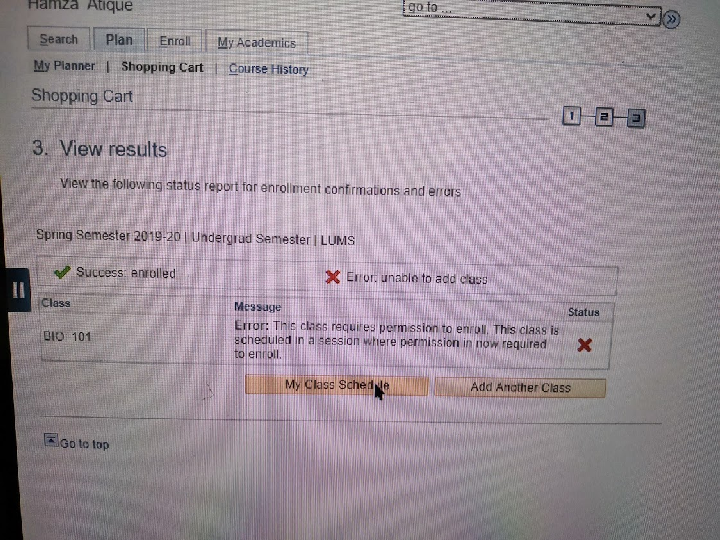 Hamza Atique
go to ...
Search Plan Enroll My Academics
My Planner | Shopping Cart | Course History
Shopping Cart
1 2 3
3. View results
View the following status report for enrollment confirmations and errors
Spring Semester 2019-20 | Undergrad Semester | LUMS
Success: enrolled Error: unable to add class
Class Message Status
BIO 101
Error: This class requires permission to enroll. This class is
scheduled in a session where permission in now required
to enroll.
My Class Schedule Add Another Class
Go to top